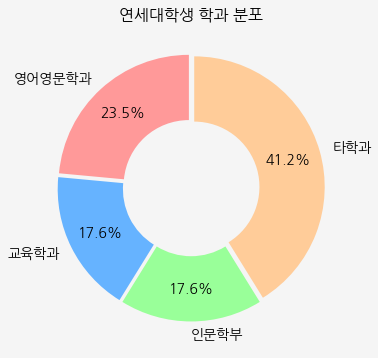 연세대학생 학과 분포
영어영문학과
23.5%
타학과
41.2%
교육학과
17.6%
인문학부
17.6%